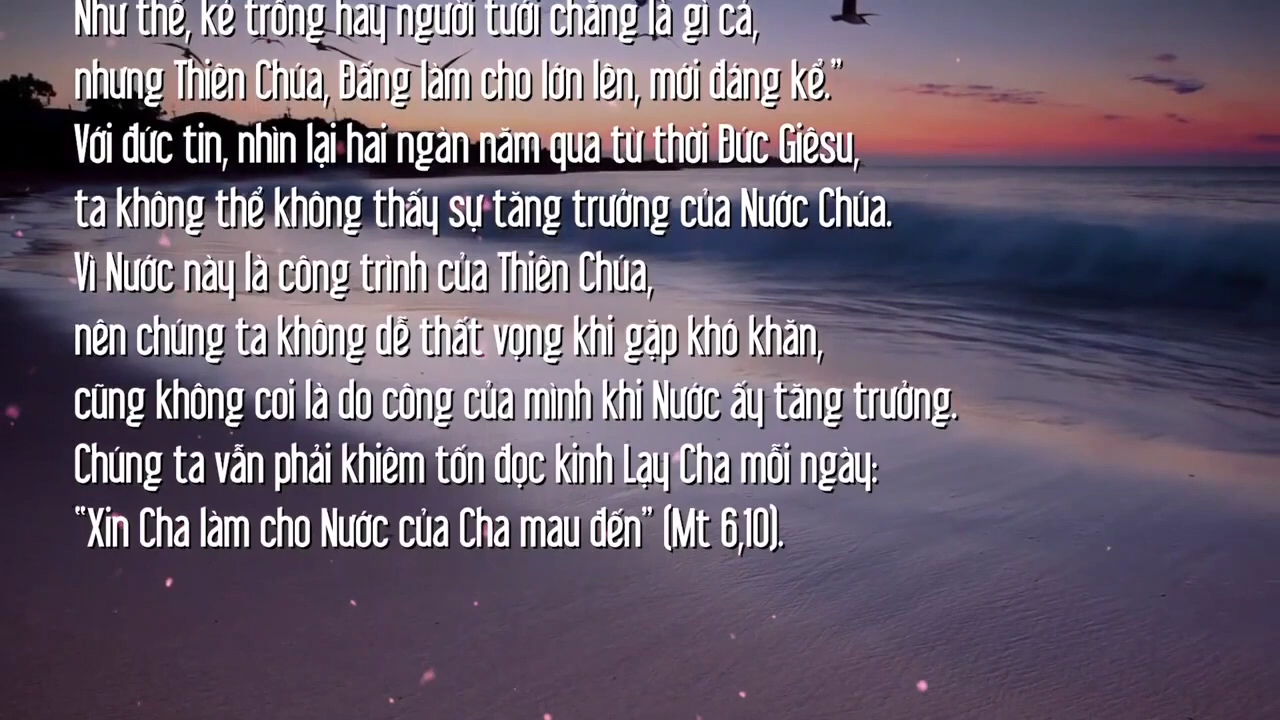 Như thế, kẻ trồng hay người tưới chẳng là gì cả,
nhưng Thiên Chúa, Đấng làm cho lớn lên, mới đáng kể.”
Với đức tin, nhìn lại hai ngàn năm qua từ thời Đức Giêsu,
ta không thể không thấy sự tăng trưởng của Nước Chúa.
Vì Nước này là công trình của Thiên Chúa,
nên chúng ta không dễ thất vọng khi gặp khó khăn,
cũng không coi là do công của mình khi Nước ấy tăng trưởng.
Chúng ta vẫn phải khiêm tốn đọc kinh Lạy Cha mỗi ngày:
“Xin Cha làm cho Nước của Cha mau đến” (Mt 6,10).